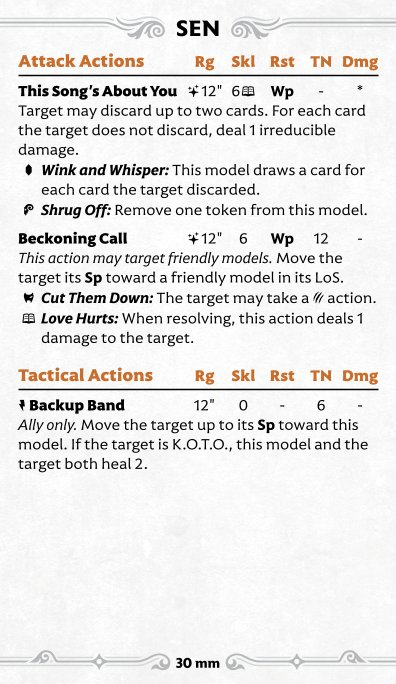 SEN
Attack Actions Rg Skl Rst TN Dmg
This Song's About You 12" 6 Wp - *
Target may discard up to two cards. For each card
the target does not discard, deal 1 irreducible
damage.
Wink and Whisper: This model draws a card for
each card the target discarded.
Shrug Off: Remove one token from this model.
Beckoning Call 12" 6 Wp 12 -
This action may target friendly models. Move the
target its Sp toward a friendly model in its LoS.
Cut Them Down: The target may take a action.
Love Hurts: When resolving, this action deals 1
damage to the target.
Tactical Actions Rg Skl Rst TN Dmg
Backup Band 12" 0 - 6 -
Ally only. Move the target up to its Sp toward this
model. If the target is K.O.T.O., this model and the
target both heal 2.
30 mm